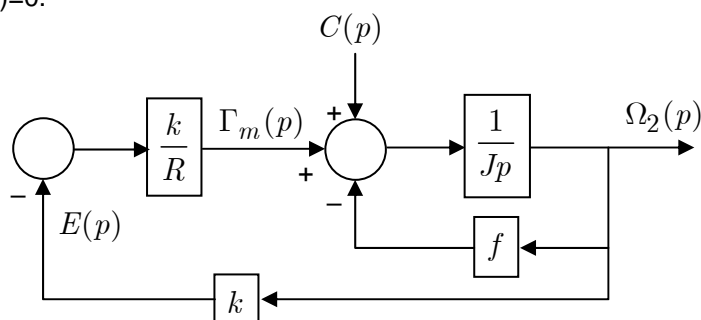 )=0.
C(p)
+
k
R
Γm(p)
+
1
Jp
Ω2(p)
−
−
E(p)
f
k